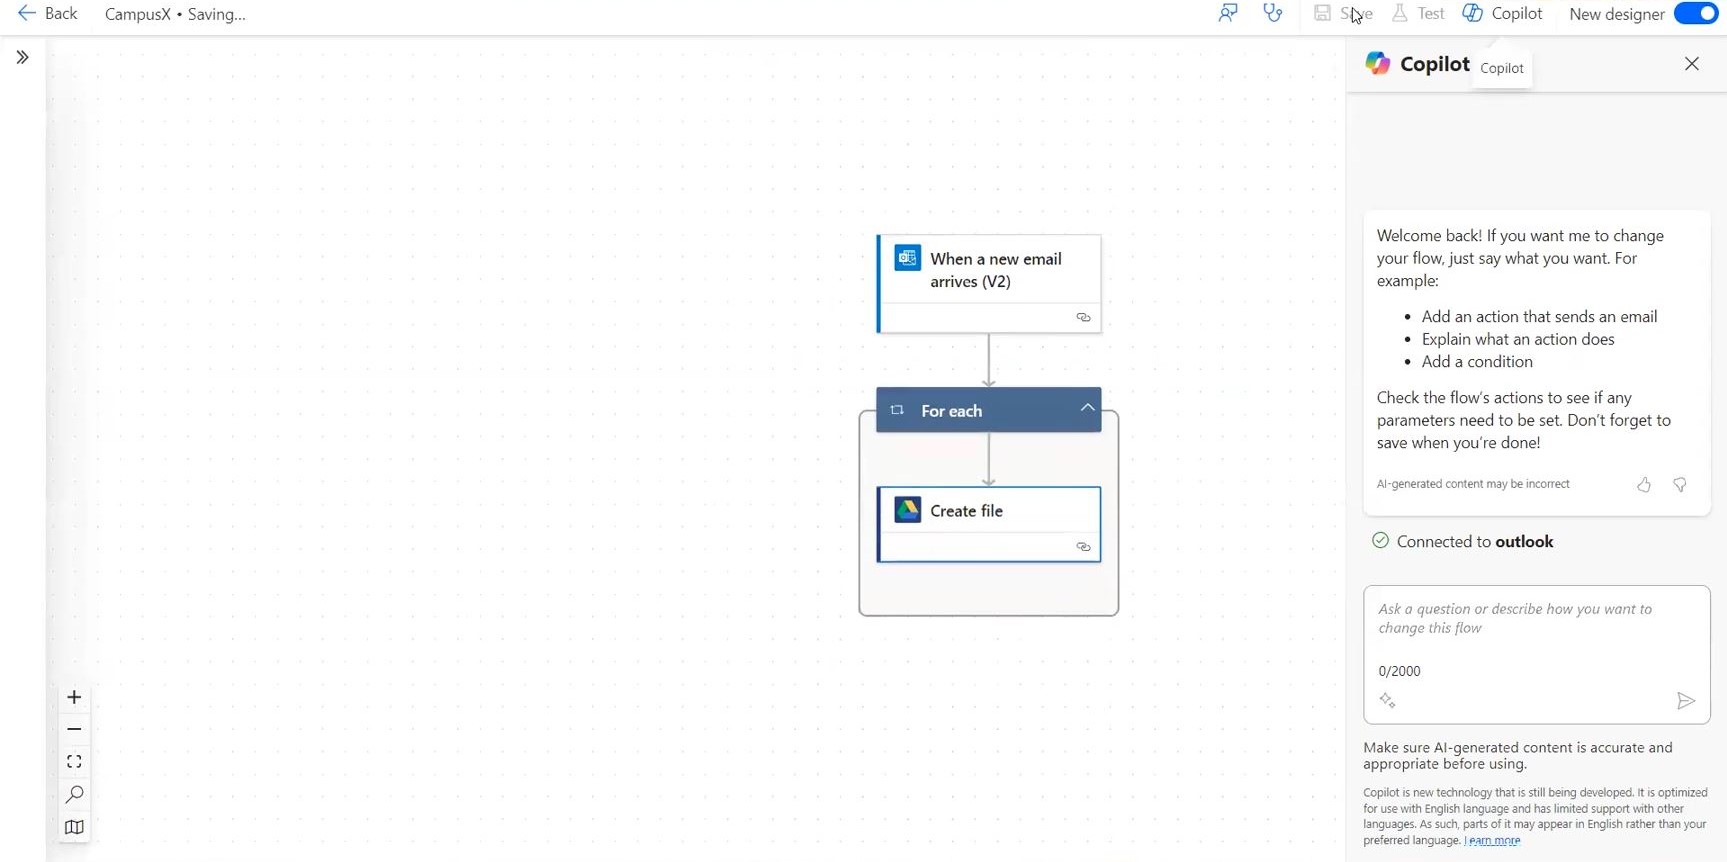 Back
CampusX • Saving...
Save
Test
Copilot
New designer
Copilot
Copilot
When a new email
arrives (V2)
For each
Create file
Welcome back! If you want me to change
your flow, just say what you want. For
example:
• Add an action that sends an email
• Explain what an action does
• Add a condition
Check the flow's actions to see if any
parameters need to be set. Don't forget to
save when you're done!
AI-generated content may be incorrect
Connected to outlook
Ask a question or describe how you want to
change this flow
0/2000
Make sure AI-generated content is accurate and
appropriate before using.
Copilot is new technology that is still being developed. It is optimized
for use with English language and has limited support with other
languages. As such, parts of it may appear in English rather than your
preferred language. Learn more